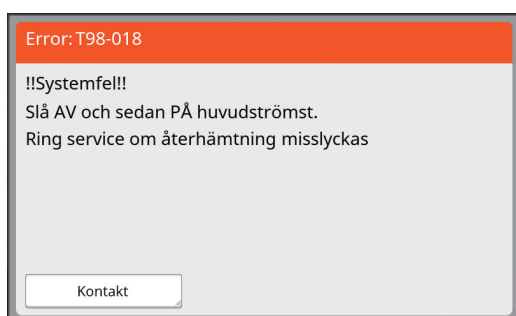 Error: T98-018
!!Systemfel!!
Slå AV och sedan PÅ huvudströmst.
Ring service om återhämtning misslyckas
Kontakt